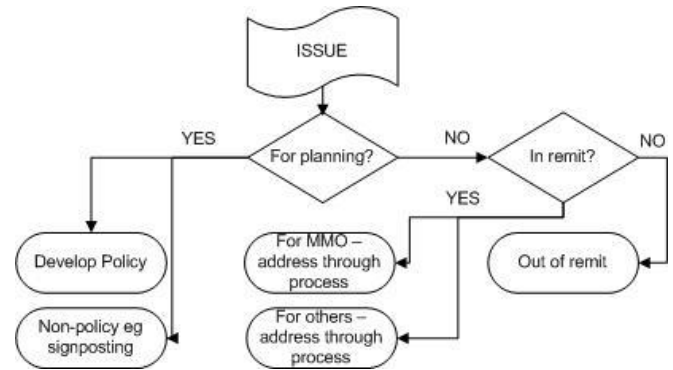 ISSUE
YES
For planning?
NO
In remit?
NO
YES
Develop Policy
For MMO –
address through
process
Out of remit
Non-policy eg
signposting
For others –
address through
process